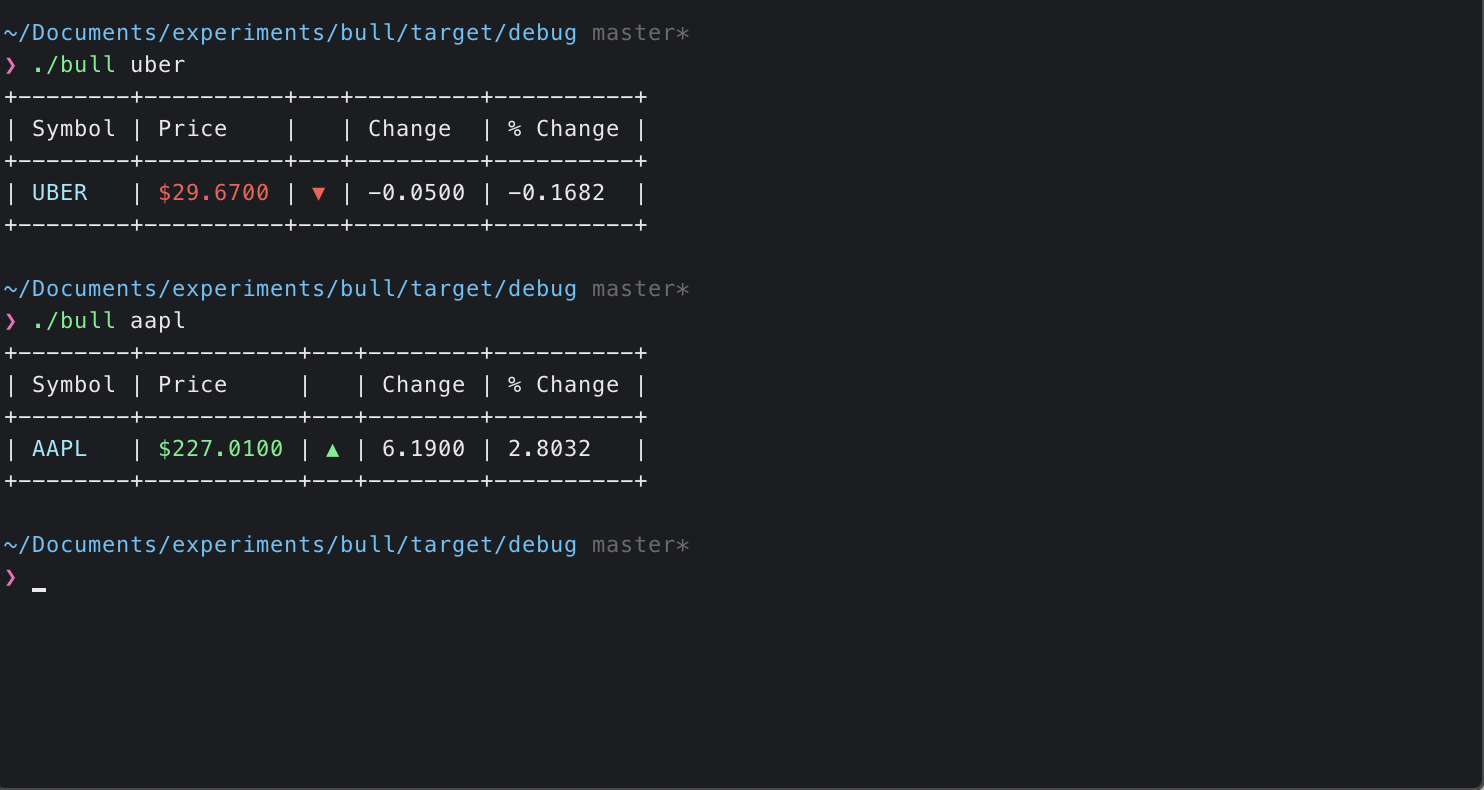 ~/Documents/experiments/bull/target/debug master*
❯ ./bull uber
+--------+----------+---+---------+----------+
| Symbol | Price    |   | Change  | % Change |
+--------+----------+---+---------+----------+
| UBER   | $29.6700 | ▼ | -0.0500 | -0.1682  |
+--------+----------+---+---------+----------+
~/Documents/experiments/bull/target/debug master*
❯ ./bull aapl
+--------+-----------+---+--------+----------+
| Symbol | Price     |   | Change | % Change |
+--------+-----------+---+--------+----------+
| AAPL   | $227.0100 | ▲ | 6.1900 | 2.8032   |
+--------+-----------+---+--------+----------+
~/Documents/experiments/bull/target/debug master*
❯ _